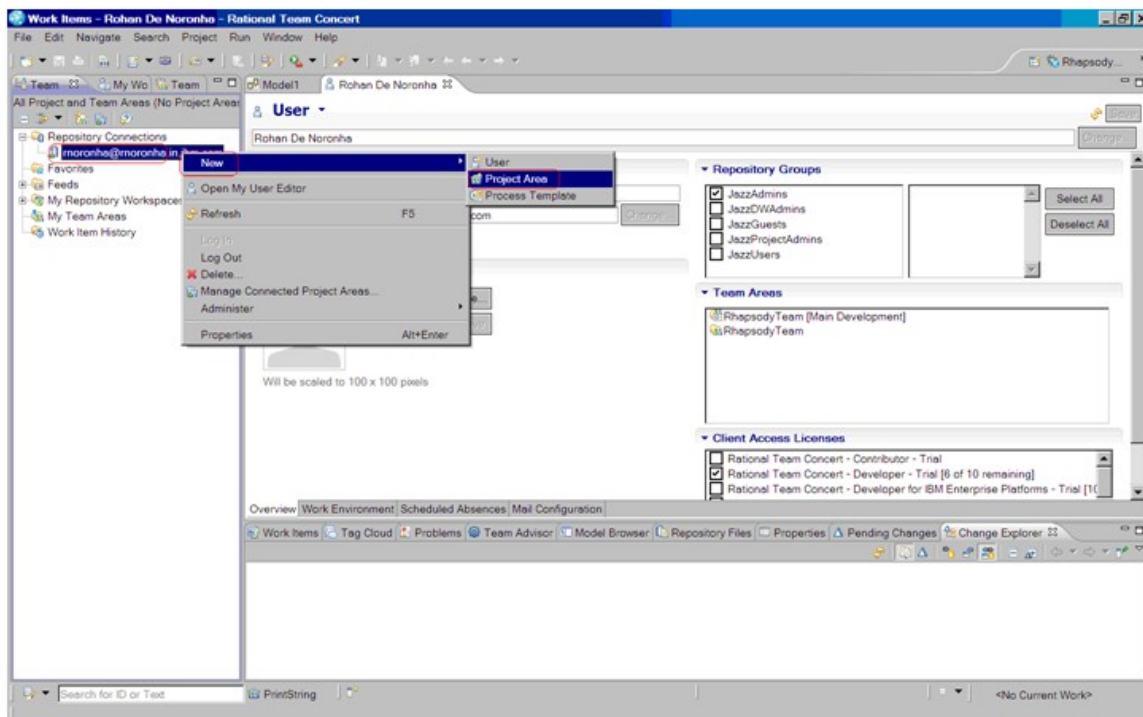 Work Items - Rohan De Noronha - Rational Team Concert
File Edit Navigate Search Project Run Window Help
Rhapsody...
Team My Wo Team
Model1 Rohan De Noronha
All Project and Team Areas (No Project Areas
User
Save
Repository Connections
Rohan De Noronha
Change...
rnoronha@rnoronha.in.ibm.com
Favorites
Feeds
My Repository Workspaces
My Team Areas
Work Item History
New
Open My User Editor
Refresh F5
Log In
Log Out
Delete...
Manage Connected Project Areas...
Administer
Properties Alt+Enter
User
Project Area
Process Template
com
Change...
Will be scaled to 100 x 100 pixels
Repository Groups
JazzAdmins
JazzDWAdmins
JazzGuests
JazzProjectAdmins
JazzUsers
Select All
Deselect All
Team Areas
RhapsodyTeam [Main Development]
RhapsodyTeam
Client Access Licenses
Rational Team Concert - Contributor - Trial
Rational Team Concert - Developer - Trial [6 of 10 remaining]
Rational Team Concert - Developer for IBM Enterprise Platforms - Trial [10
Overview Work Environment Scheduled Absences Mail Configuration
Work Items Tag Cloud Problems Team Advisor Model Browser Repository Files Properties Pending Changes Change Explorer
Search for ID or Text
PrintString
<No Current Work>